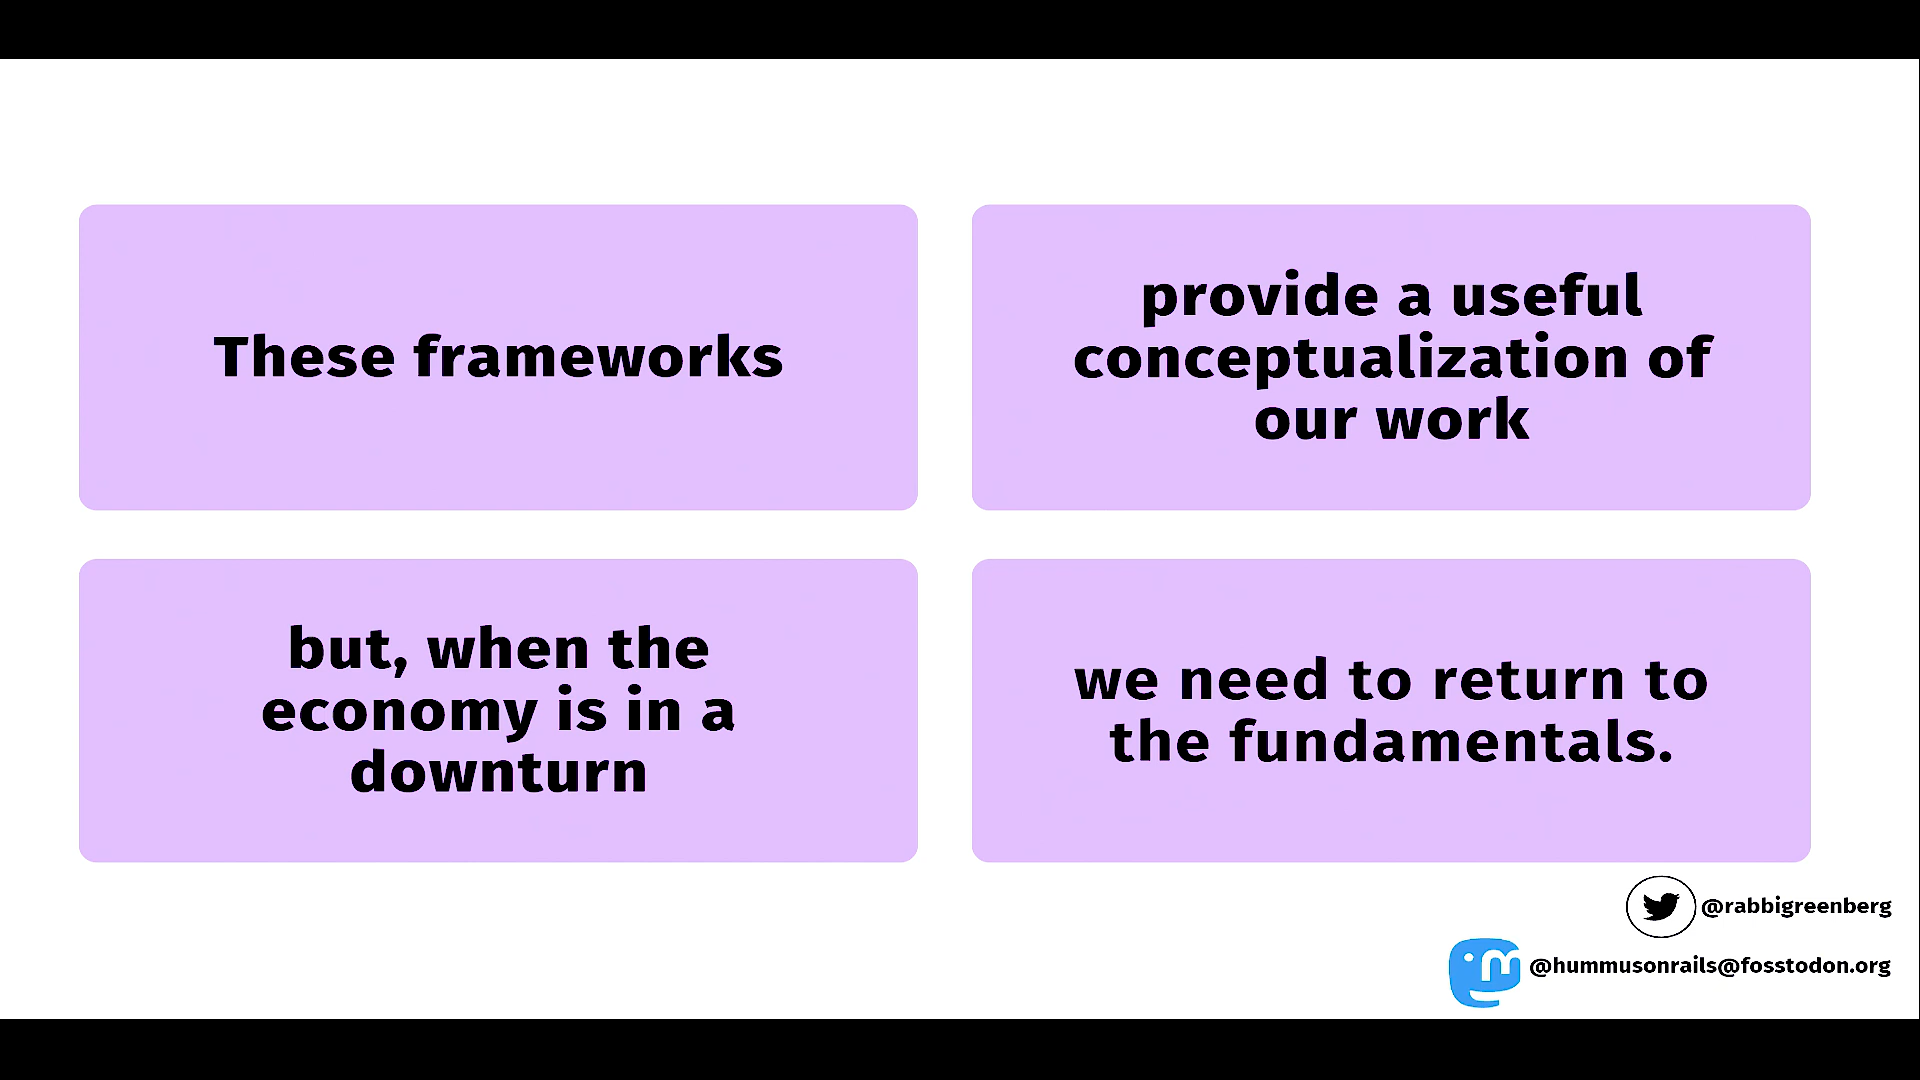 These frameworks
provide a useful
conceptualization of
our work
but, when the
economy is in a
downturn
we need to return to
the fundamentals.
@rabbigreenberg
@hummusonrails@fosstodon.org